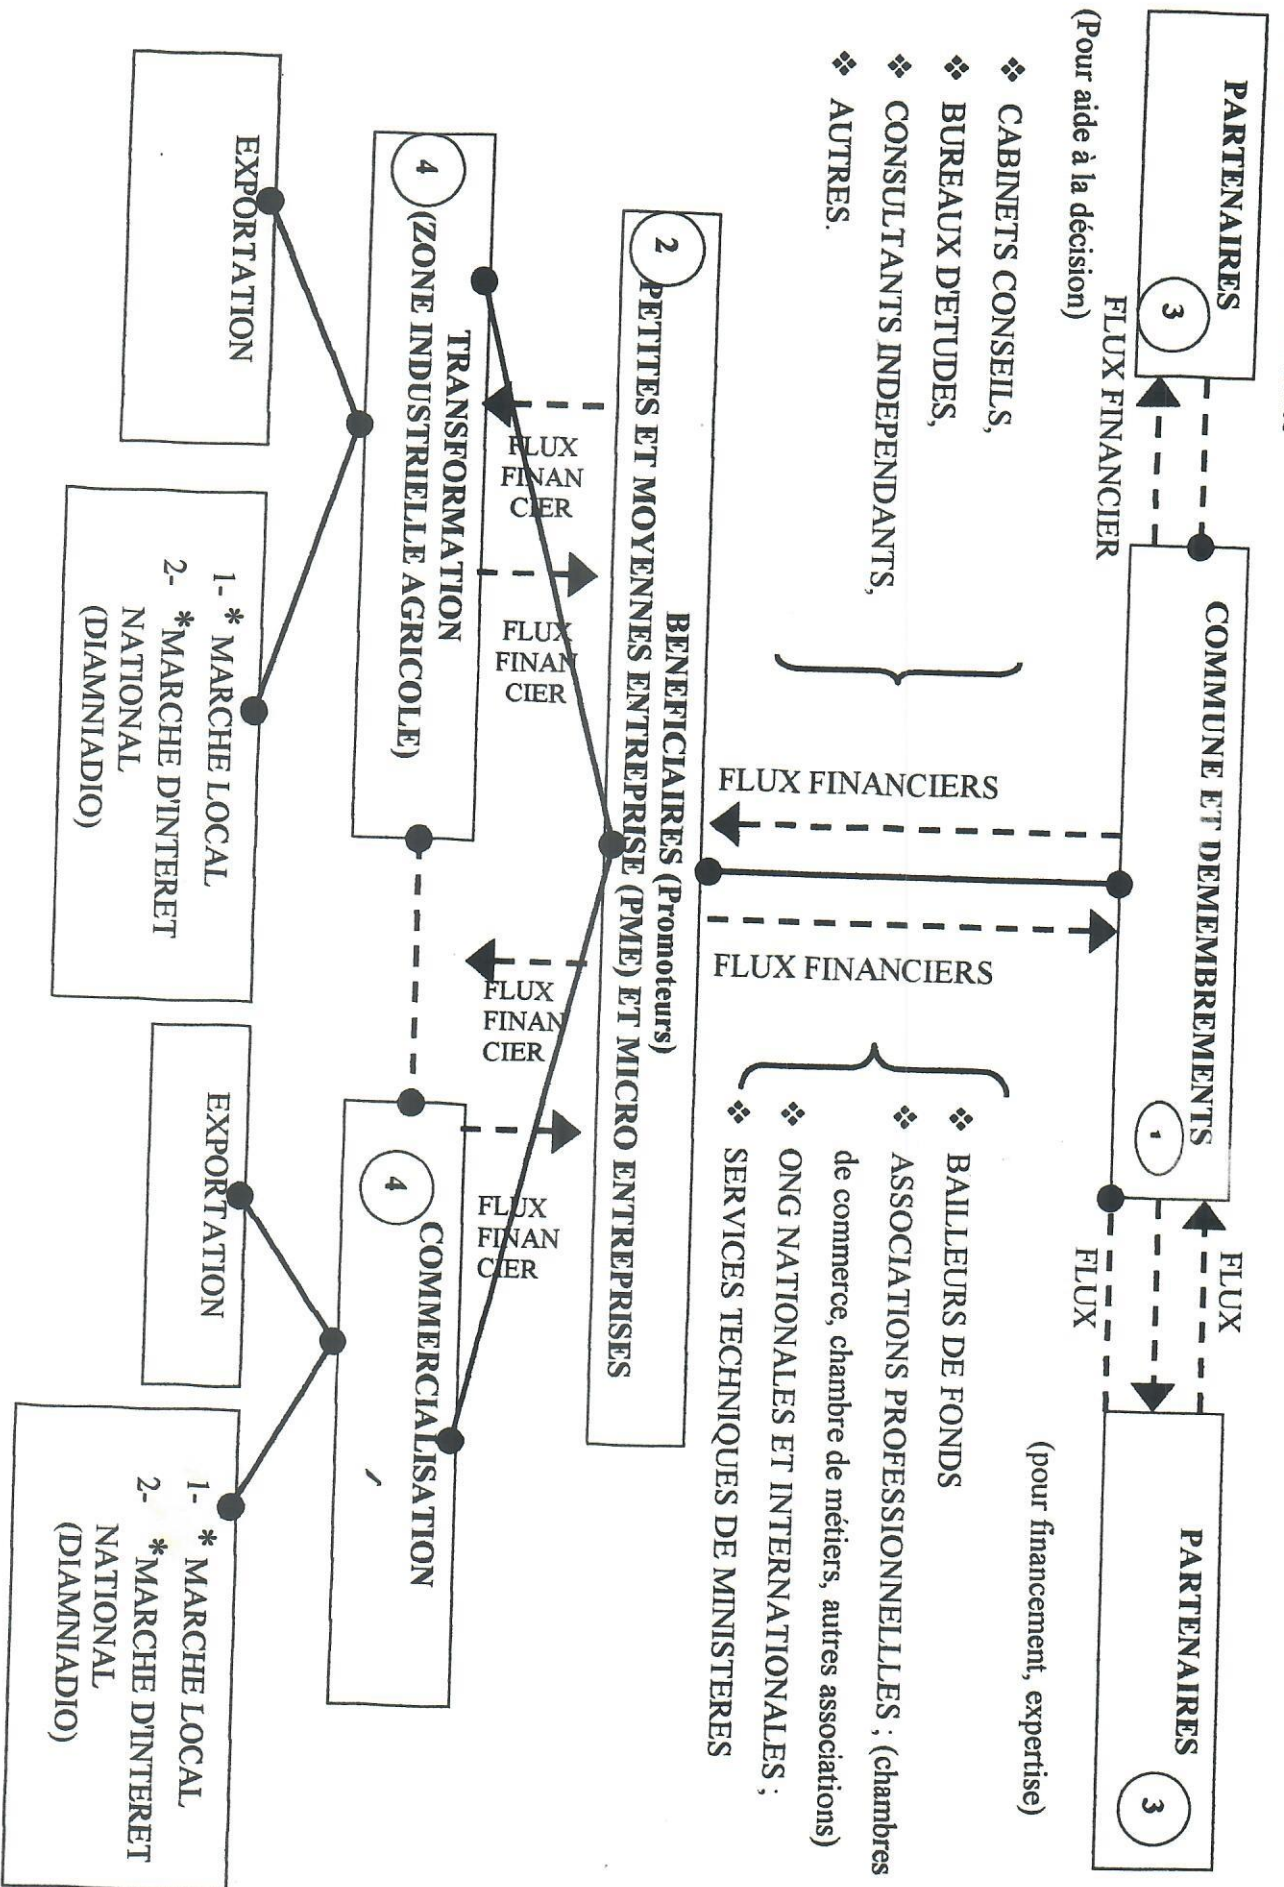 PARTENAIRES
3
(Pour aide à la décision)
FLUX FINANCIER
COMMUNE ET DEMEMBREMENTS
1
FLUX
FLUX
PARTENAIRES
3
(pour financement, expertise)
❖ CABINETS CONSEILS,
❖ BUREAUX D'ETUDES,
❖ CONSULTANTS INDEPENDANTS,
❖ AUTRES.
FLUX FINANCIERS
FLUX FINANCIERS
❖ BAILLEURS DE FONDS
❖ ASSOCIATIONS PROFESSIONNELLES ; (chambres
de commerce, chambre de métiers, autres associations)
❖ ONG NATIONALES ET INTERNATIONALES ;
❖ SERVICES TECHNIQUES DE MINISTERES
BENEFICIAIRES (Promoteurs)
2
PETITES ET MOYENNES ENTREPRISE (PME) ET MICRO ENTREPRISES
FLUX
FINAN
CIER
FLUX
FINAN
CIER
FLUX
FINAN
CIER
FLUX
FINAN
CIER
TRANSFORMATION
4
(ZONE INDUSTRIELLE AGRICOLE)
COMMERCIALISATION
4
EXPORTATION
1- * MARCHE LOCAL
2- *MARCHE D'INTERET
NATIONAL
(DIAMNIADIO)
EXPORTATION
1- * MARCHE LOCAL
2- *MARCHE D'INTERET
NATIONAL
(DIAMNIADIO)